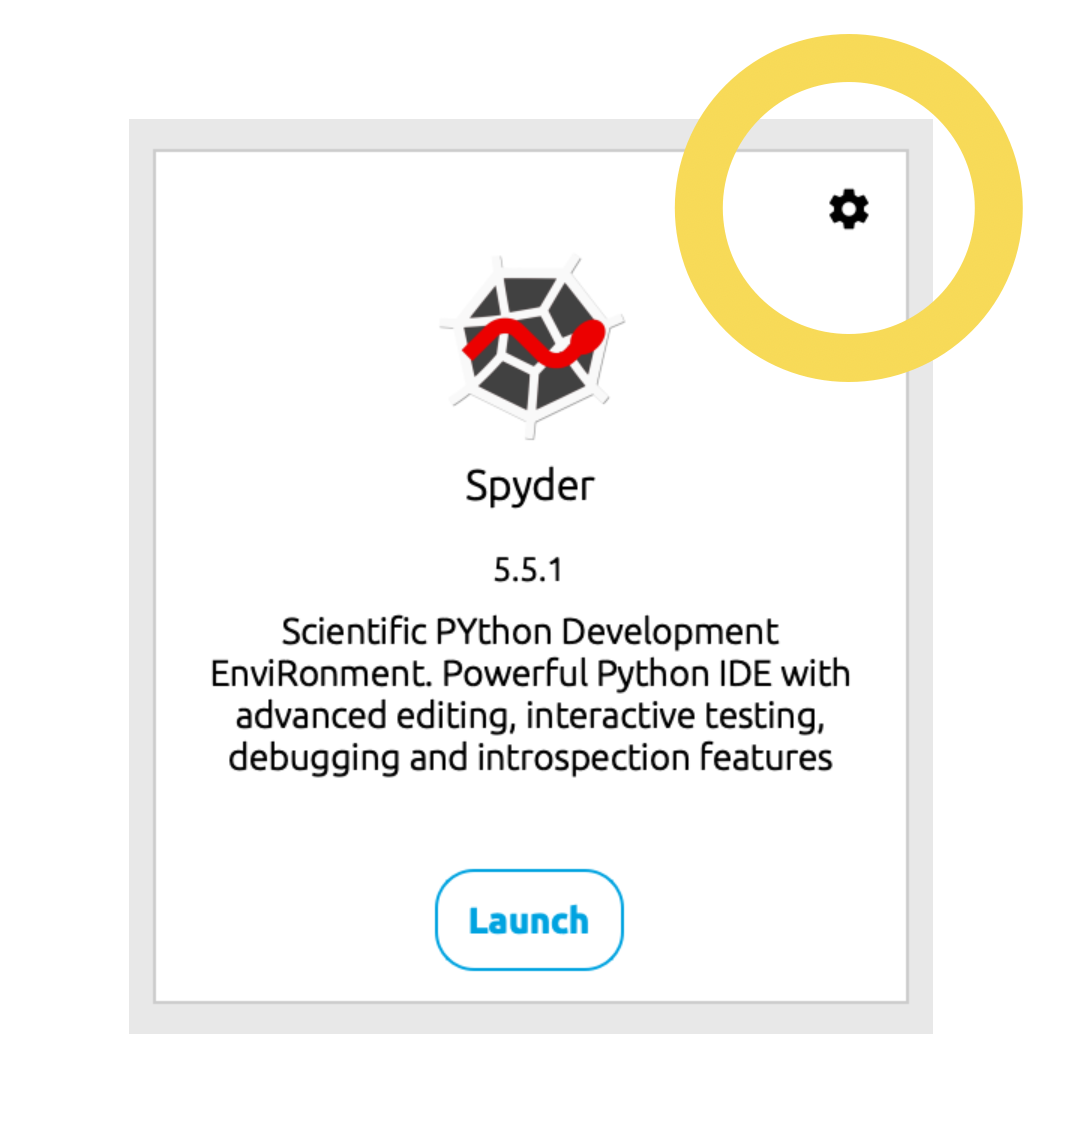 Spyder
5.5.1
Scientific PYthon Development
EnviRonment. Powerful Python IDE with
advanced editing, interactive testing,
debugging and introspection features
Launch